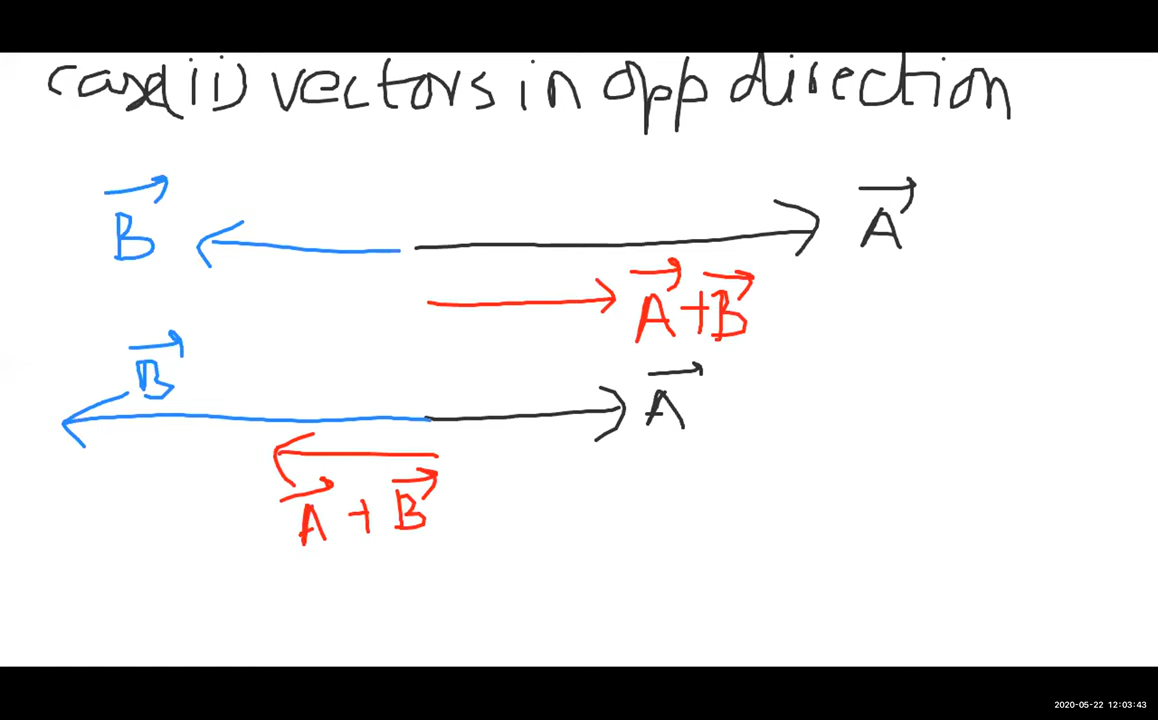 case(ii) vectors in opp direction
B A
A+B
B
A
A + B
2020-05-22 12:03:43